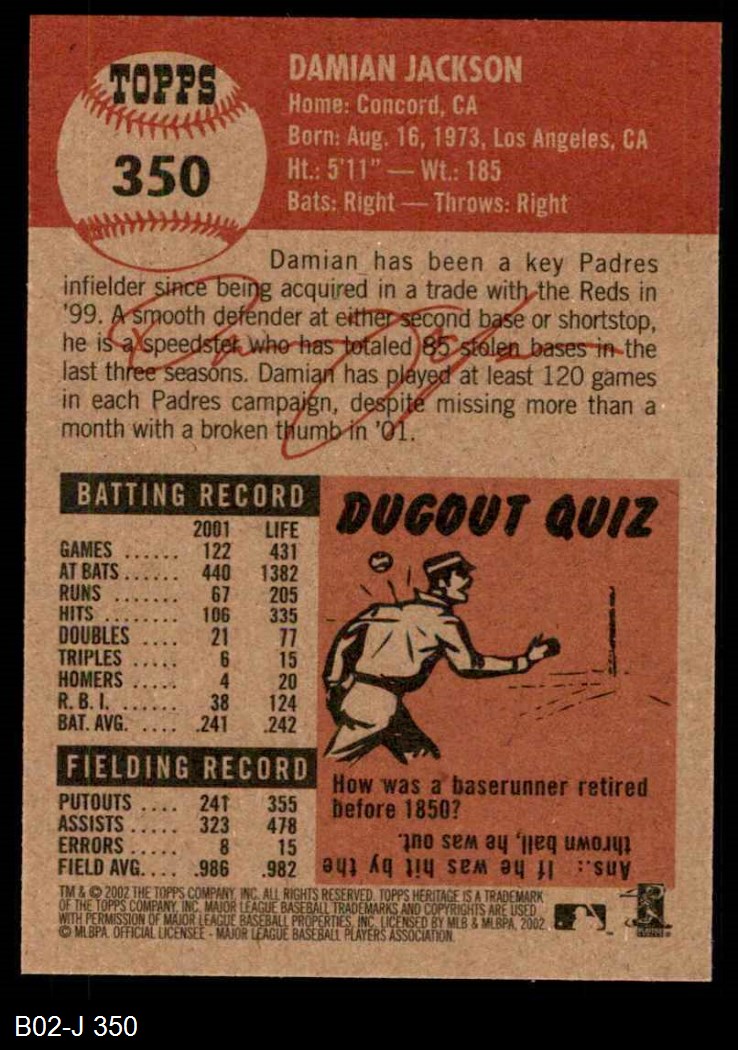 TOPPS
350
DAMIAN JACKSON
Home: Concord, CA
Born: Aug. 16, 1973, Los Angeles, CA
Ht.: 5'11" — Wt.: 185
Bats: Right — Throws: Right
Damian has been a key Padres
infielder since being acquired in a trade with the Reds in
'99. A smooth defender at either second base or shortstop,
he is a speedster who has totaled 85 stolen bases in the
last three seasons. Damian has played at least 120 games
in each Padres campaign, despite missing more than a
month with a broken thumb in '01.
BATTING RECORD
2001 LIFE
GAMES ...... 122 431
AT BATS ...... 440 1382
RUNS ....... 67 205
HITS ........ 106 335
DOUBLES .... 21 77
TRIPLES .... 6 15
HOMERS .... 4 20
R. B. I. ...... 38 124
BAT. AVG. .... .241 .242
FIELDING RECORD
PUTOUTS .... 241 355
ASSISTS .... 323 478
ERRORS .... 8 15
FIELD AVG. ... .986 .982
DUGOUT QUIZ
How was a baserunner retired
before 1850?
Ans.: If he was hit by the
thrown ball, he was out.
TM & © 2002 THE TOPPS COMPANY, INC. ALL RIGHTS RESERVED. TOPPS HERITAGE IS A TRADEMARK
OF THE TOPPS COMPANY, INC. MAJOR LEAGUE BASEBALL TRADEMARKS AND COPYRIGHTS ARE USED
WITH PERMISSION OF MAJOR LEAGUE BASEBALL PROPERTIES, INC. LICENSED BY MLB & MLBPA, 2002
© MLBPA. OFFICIAL LICENSEE - MAJOR LEAGUE BASEBALL PLAYERS ASSOCIATION.
B02-J 350